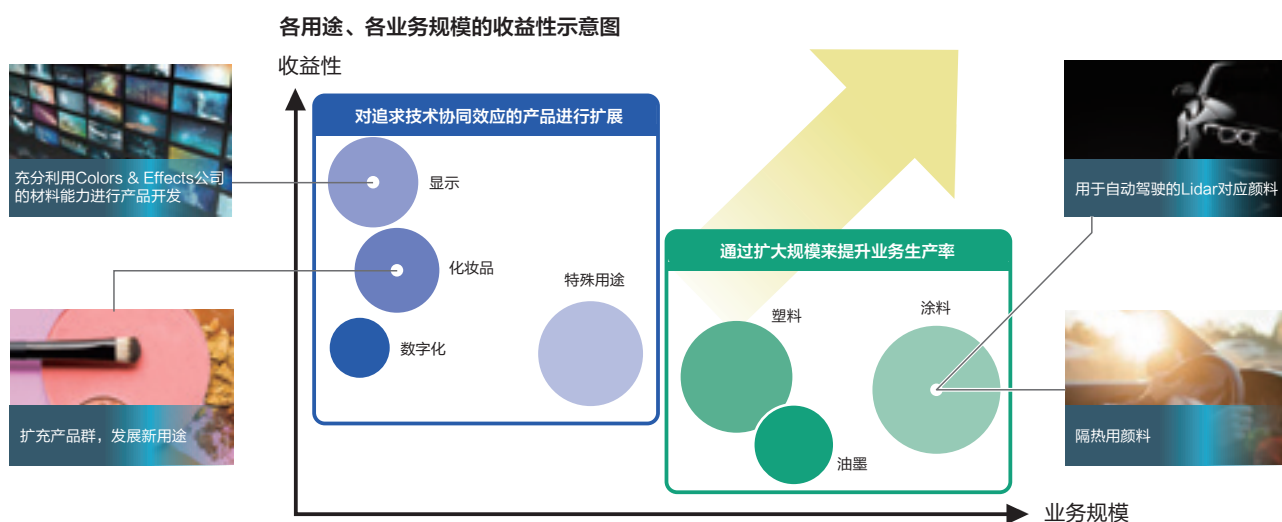 各用途、各业务规模的收益性示意图
收益性
对追求技术协同效应的产品进行扩展
显示
化妆品
数字化
特殊用途
充分利用Colors & Effects公司
的材料能力进行产品开发
扩充产品群，发展新用途
通过扩大规模来提升业务生产率
塑料
涂料
油墨
用于自动驾驶的Lidar对应颜料
隔热用颜料
业务规模